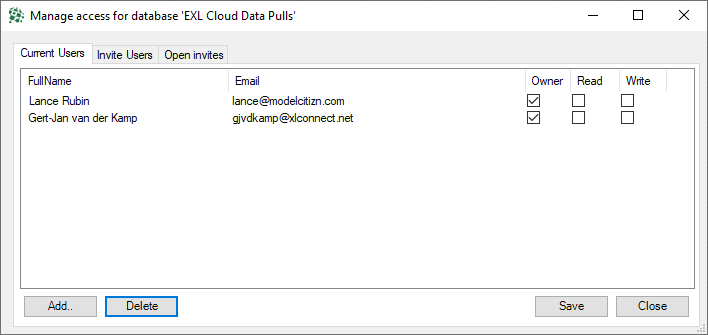 Manage access for database 'EXL Cloud Data Pulls'
Current Users Invite Users Open invites
FullName Email Owner Read Write
Lance Rubin lance@modelcitizn.com
Gert-Jan van der Kamp gjvdkamp@xlconnect.net
Add.. Delete Save Close